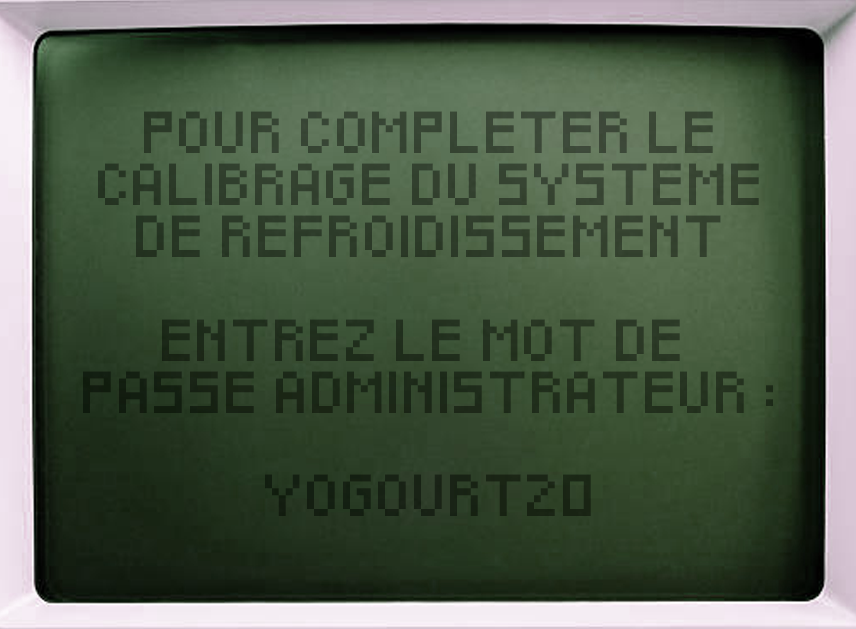 POUR COMPLETER LE
CALIBRAGE DU SYSTEME
DE REFROIDISSEMENT
ENTREZ LE MOT DE
PASSE ADMINISTRATEUR :
YOGOURT20